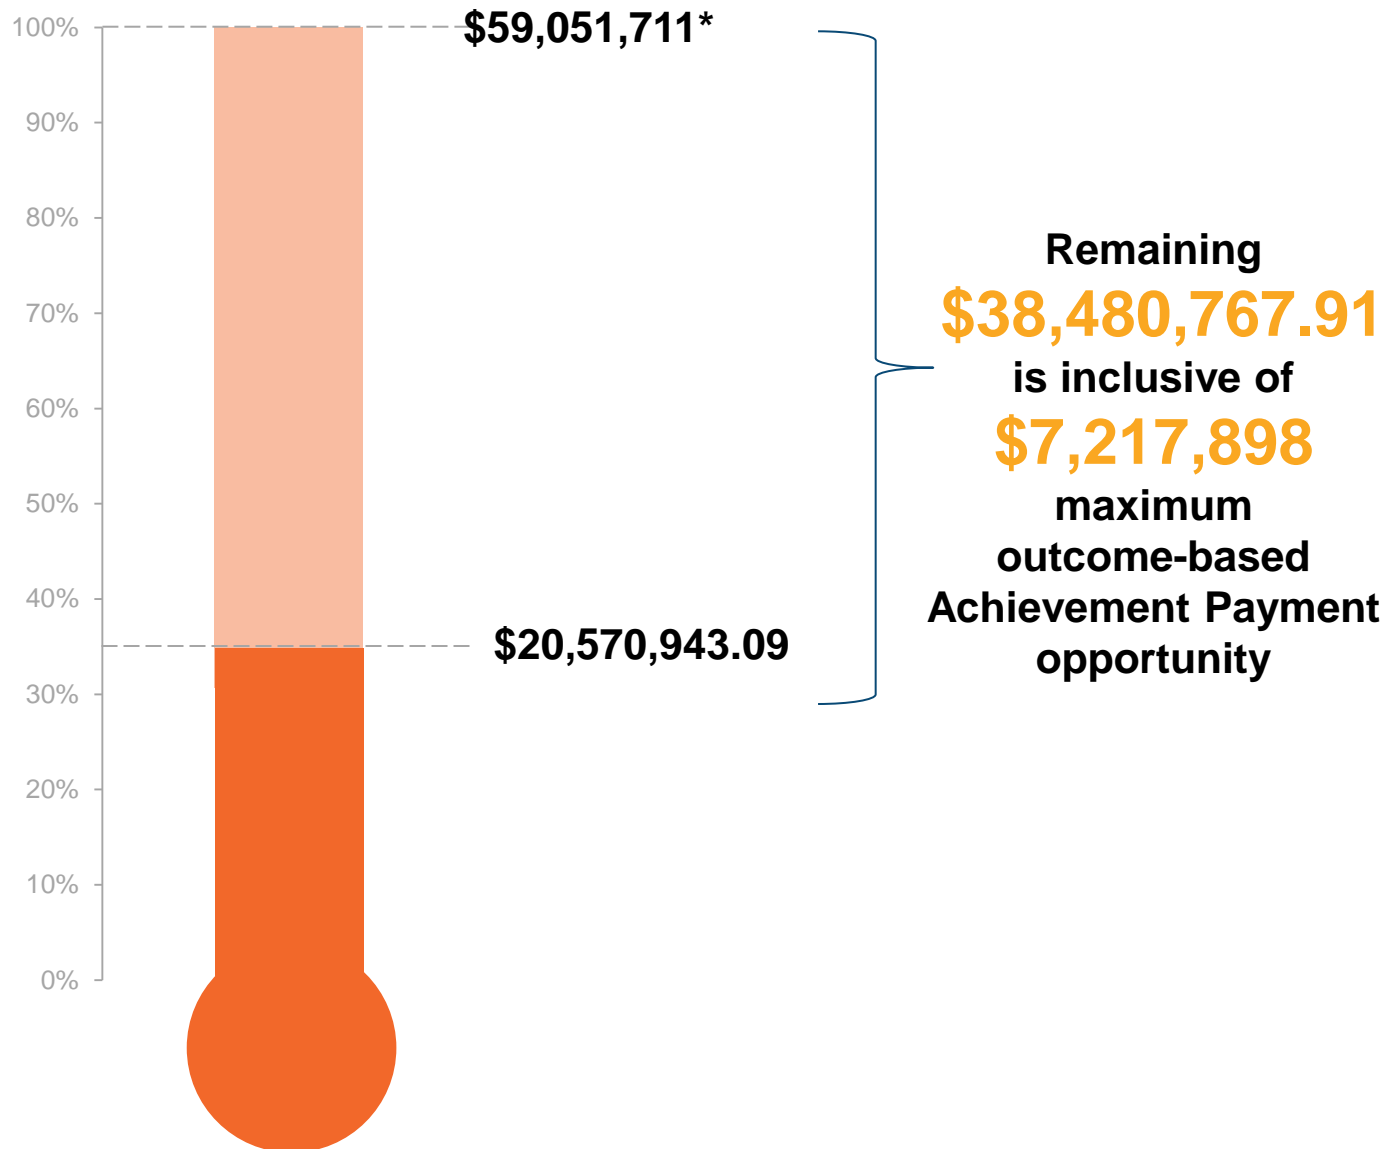 100%
$59,051,711*
90%
80%
70%
60%
50%
40%
30%
20%
10%
0%
$20,570,943.09
Remaining
$38,480,767.91
is inclusive of
$7,217,898
maximum
outcome-based
Achievement Payment
opportunity